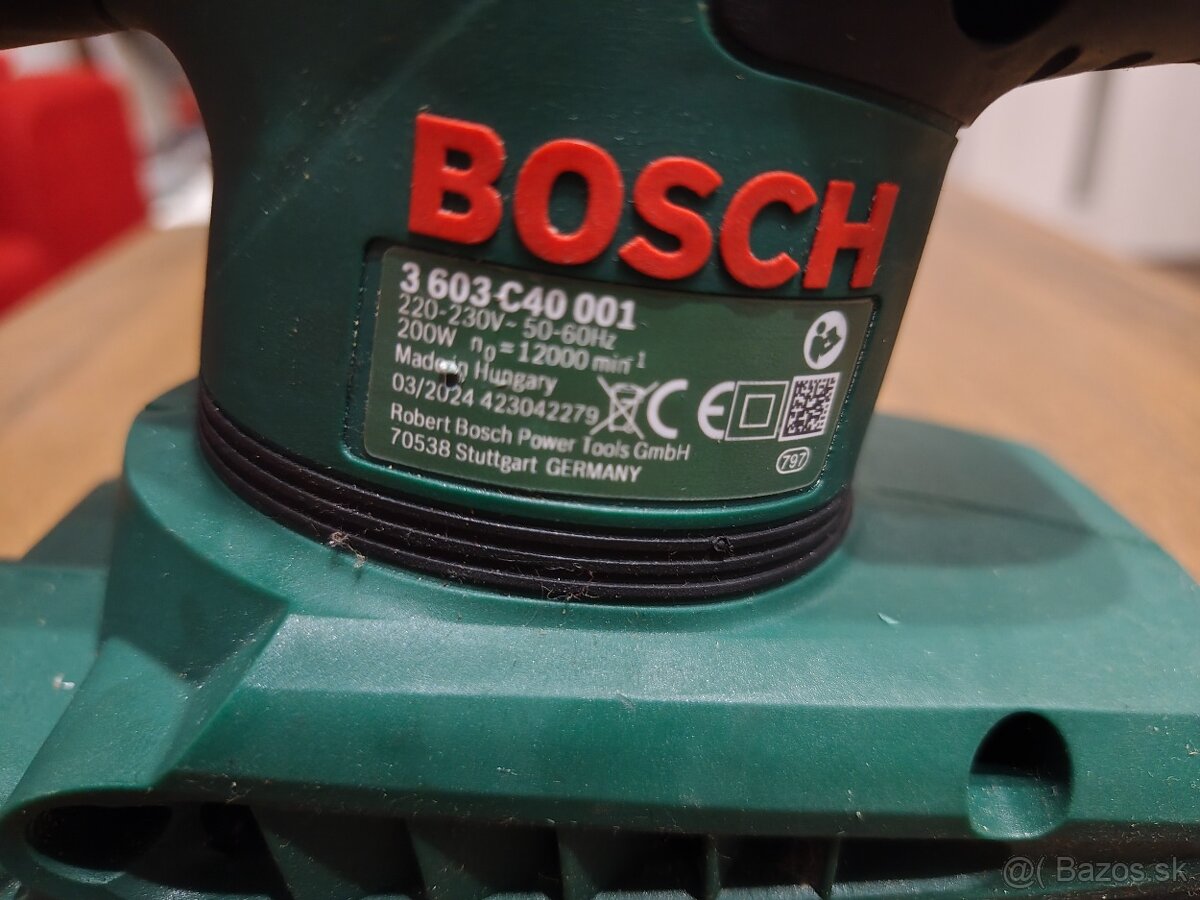 BOSCH
3 603 C40 001
220-230V~ 50-60Hz
200W n₀ = 12000 min⁻¹
Made in Hungary
03/2024 423042279
CE
Robert Bosch Power Tools GmbH
70538 Stuttgart GERMANY
797
@( Bazos.sk